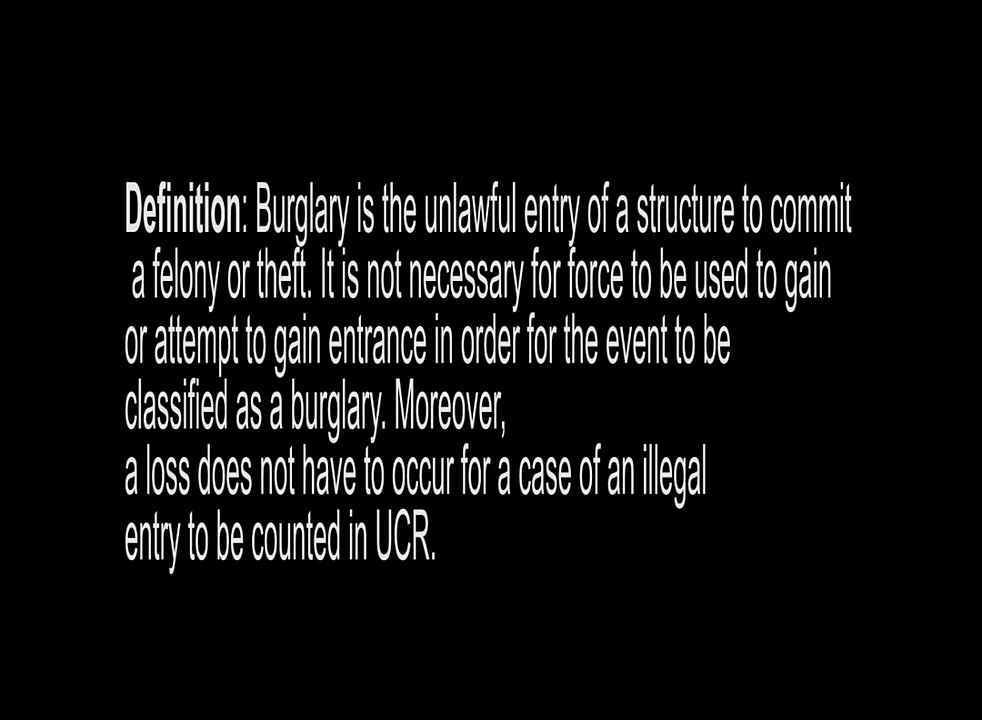 Definition: Burglary is the unlawful entry of a structure to commit
a felony or theft. It is not necessary for force to be used to gain
or attempt to gain entrance in order for the event to be
classified as a burglary. Moreover,
a loss does not have to occur for a case of an illegal
entry to be counted in UCR.